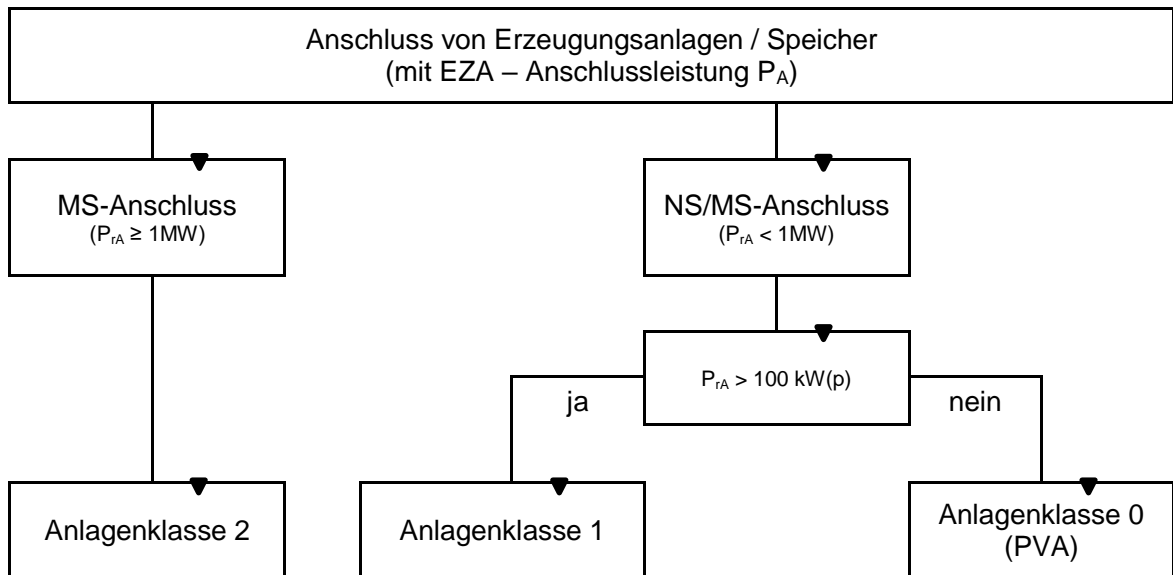 Anschluss von Erzeugungsanlagen / Speicher
(mit EZA – Anschlussleistung PA)
MS-Anschluss
(PrA ≥ 1MW)
NS/MS-Anschluss
(PrA < 1MW)
PrA > 100 kW(p)
ja
nein
Anlagenklasse 2
Anlagenklasse 1
Anlagenklasse 0
(PVA)